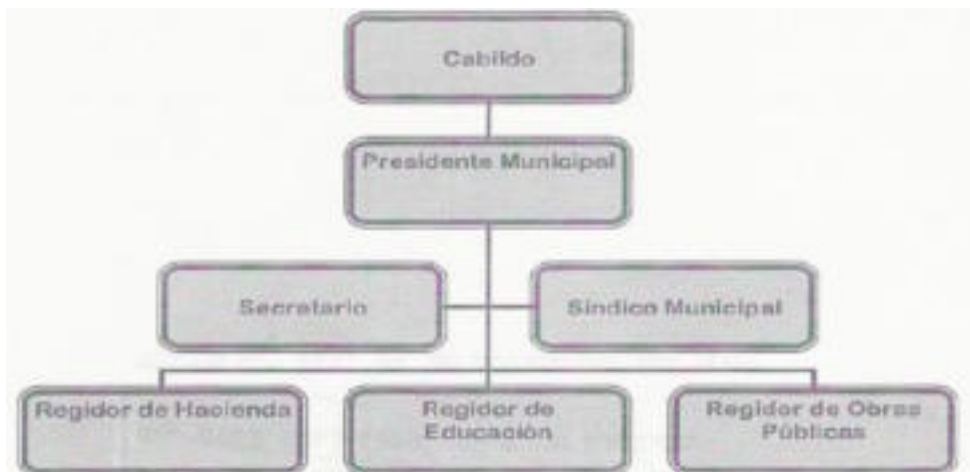 Cabildo
Presidente Municipal
Secretario
Síndico Municipal
Regidor de Hacienda
Regidor de
Educación
Regidor de Obras
Públicas